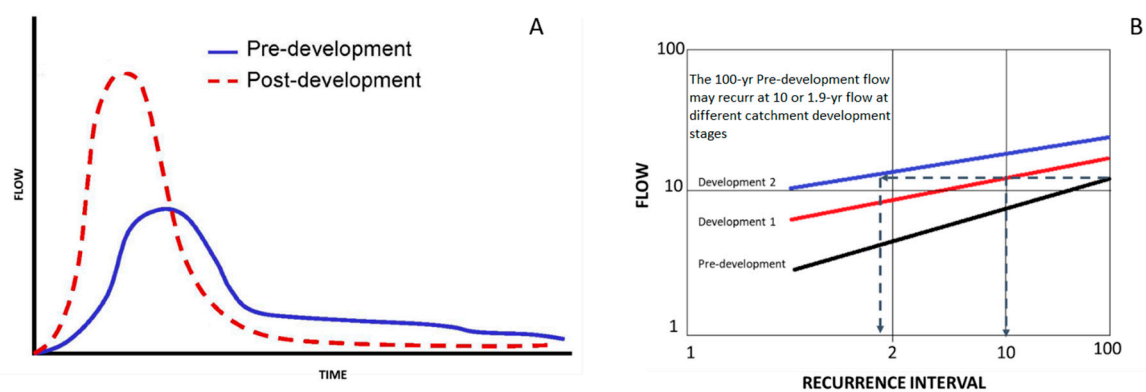 A
Pre-development
Post-development
FLOW
TIME
B
100
The 100-yr Pre-development flow
may recurr at 10 or 1.9-yr flow at
different catchment development
stages
Development 2
10
Development 1
Pre-development
FLOW
1
1
2
10
100
RECURRENCE INTERVAL